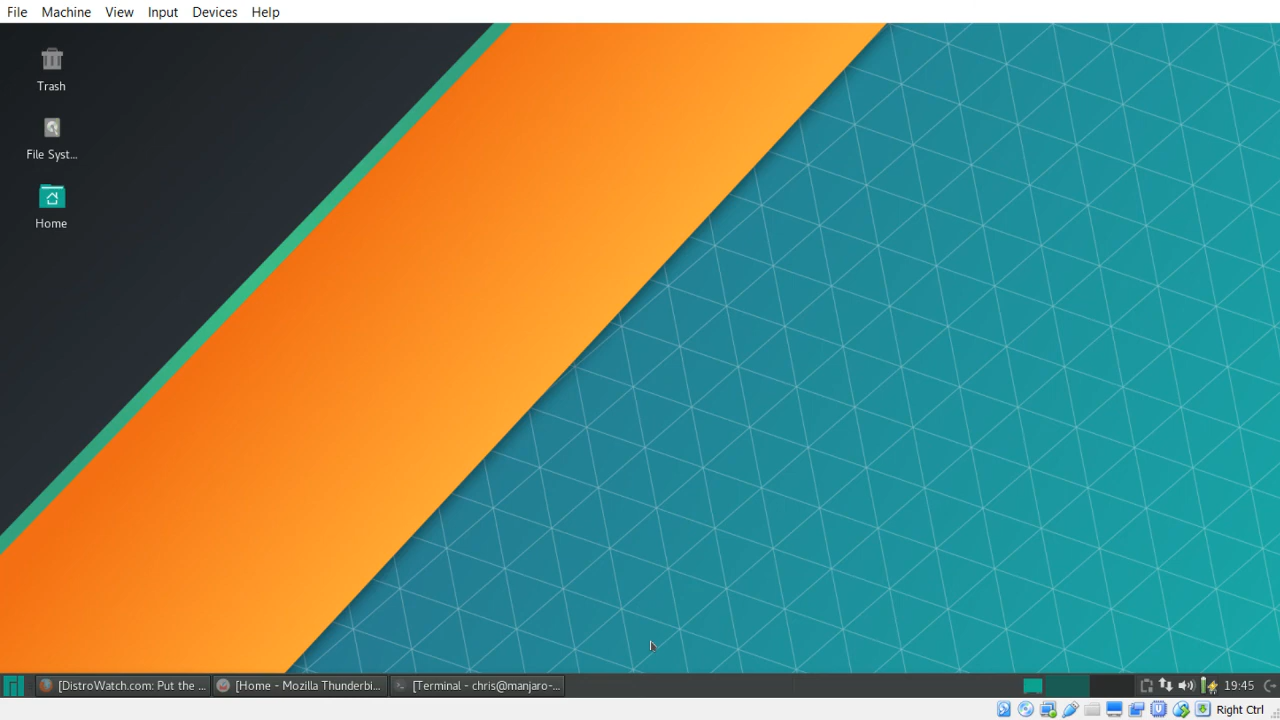 File Machine View Input Devices Help
Trash
File Syst...
Home
[DistroWatch.com: Put the ... [Home - Mozilla Thunderbi... [Terminal - chris@manjaro-... 19:45
Right Ctrl